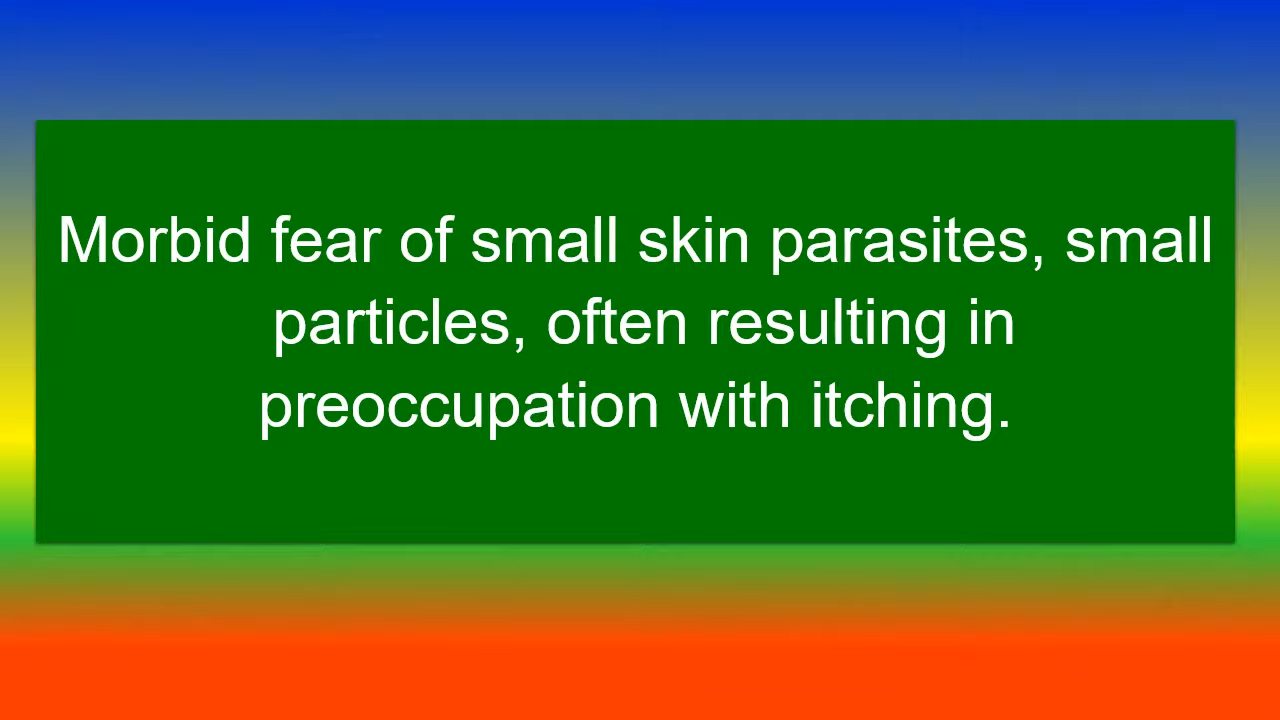 Morbid fear of small skin parasites, small
particles, often resulting in
preoccupation with itching.